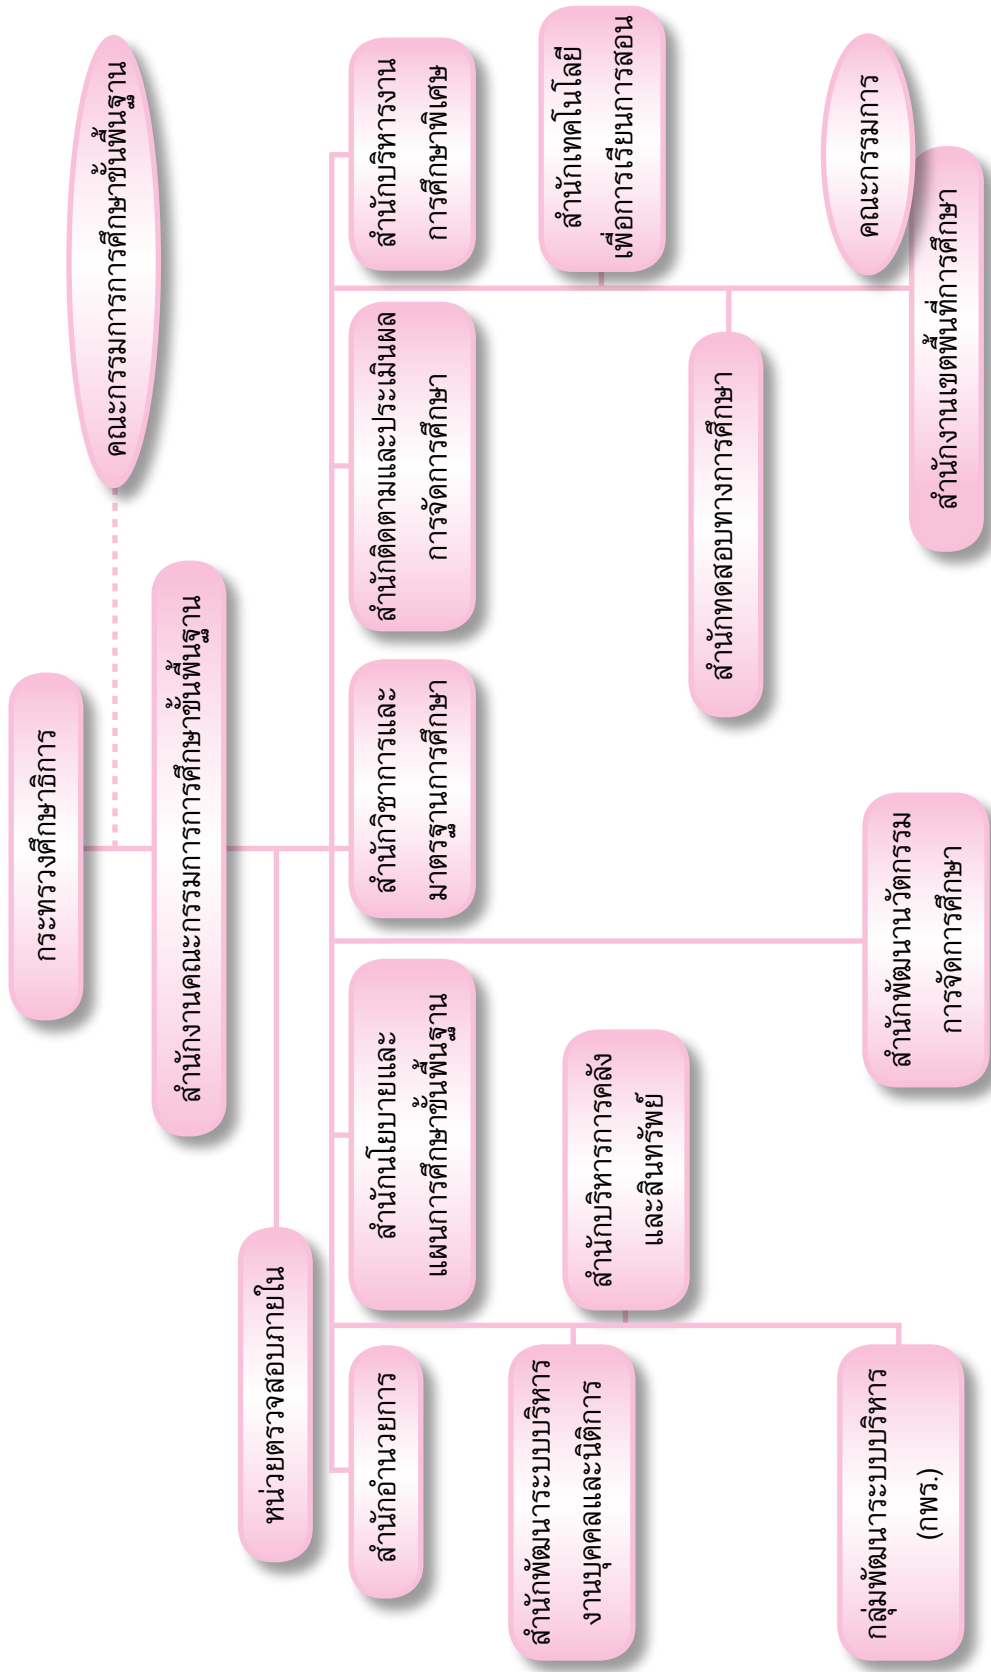 กระทรวงศึกษาธิการ
คณะกรรมการการศึกษาขั้นพื้นฐาน
สำนักงานคณะกรรมการการศึกษาขั้นพื้นฐาน
หน่วยตรวจสอบภายใน
สำนักอำนวยการ
สำนักนโยบายและ
แผนการศึกษาขั้นพื้นฐาน
สำนักวิชาการและ
มาตรฐานการศึกษา
สำนักติดตามและประเมินผล
การจัดการศึกษา
สำนักบริหารงาน
การศึกษาพิเศษ
สำนักพัฒนาระบบบริหาร
งานบุคคลและนิติการ
สำนักบริหารการคลัง
และสินทรัพย์
สำนักเทคโนโลยี
เพื่อการเรียนการสอน
สำนักทดสอบทางการศึกษา
กลุ่มพัฒนาระบบบริหาร
(กพร.)
สำนักพัฒนานวัตกรรม
การจัดการศึกษา
คณะกรรมการ
สำนักงานเขตพื้นที่การศึกษา